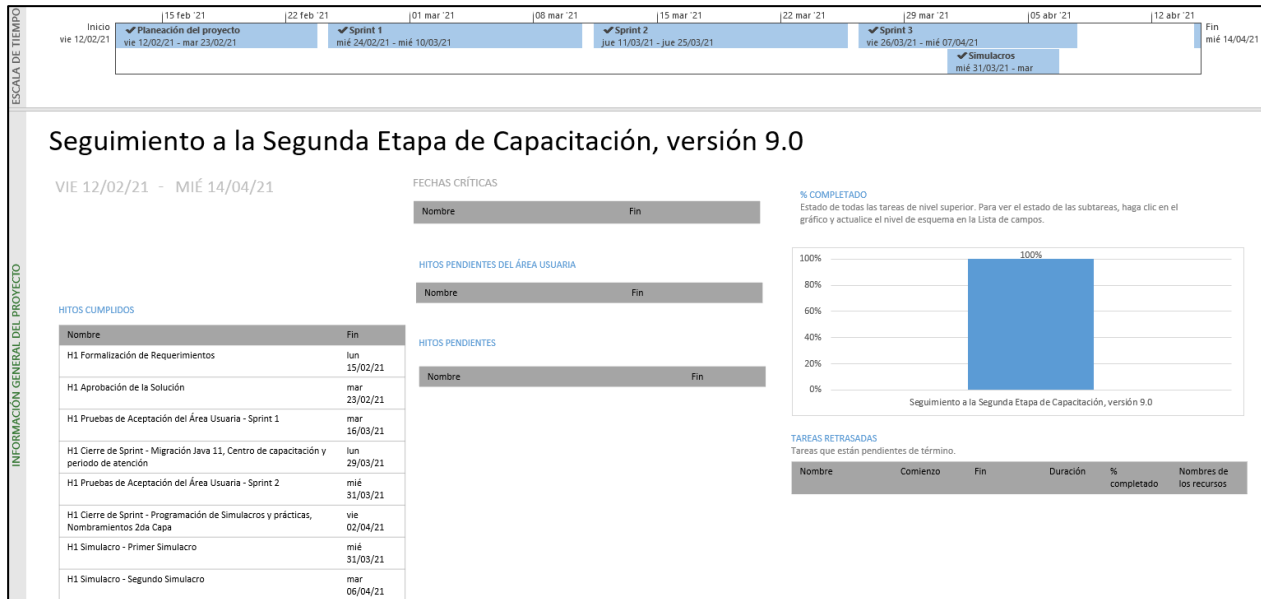 ESCALA DE TIEMPO
15 feb '21 22 feb '21 01 mar '21 08 mar '21 15 mar '21 22 mar '21 29 mar '21 05 abr '21 12 abr '21
Inicio
vie 12/02/21
✔Planeación del proyecto
vie 12/02/21 - mar 23/02/21
✔Sprint 1
mié 24/02/21 - mié 10/03/21
✔Sprint 2
jue 11/03/21 - jue 25/03/21
✔Sprint 3
vie 26/03/21 - mié 07/04/21
✔Simulacros
mié 31/03/21 - mar
Fin
mié 14/04/21
INFORMACIÓN GENERAL DEL PROYECTO
Seguimiento a la Segunda Etapa de Capacitación, versión 9.0
VIE 12/02/21 - MIÉ 14/04/21
HITOS CUMPLIDOS
Nombre Fin
H1 Formalización de Requerimientos lun
15/02/21
H1 Aprobación de la Solución mar
23/02/21
H1 Pruebas de Aceptación del Área Usuaria - Sprint 1 mar
16/03/21
H1 Cierre de Sprint - Migración Java 11, Centro de capacitación y lun
periodo de atención 29/03/21
H1 Pruebas de Aceptación del Área Usuaria - Sprint 2 mié
31/03/21
H1 Cierre de Sprint - Programación de Simulacros y prácticas, vie
Nombramientos 2da Capa 02/04/21
H1 Simulacro - Primer Simulacro mié
31/03/21
H1 Simulacro - Segundo Simulacro mar
06/04/21
FECHAS CRÍTICAS
Nombre Fin
HITOS PENDIENTES DEL ÁREA USUARIA
Nombre Fin
HITOS PENDIENTES
Nombre Fin
% COMPLETADO
Estado de todas las tareas de nivel superior. Para ver el estado de las subtareas, haga clic en el
gráfico y actualice el nivel de esquema en la Lista de campos.
100%
100%
80%
60%
40%
20%
0%
Seguimiento a la Segunda Etapa de Capacitación, versión 9.0
TAREAS RETRASADAS
Tareas que están pendientes de término.
Nombre Comienzo Fin Duración % Nombres de
completado los recursos